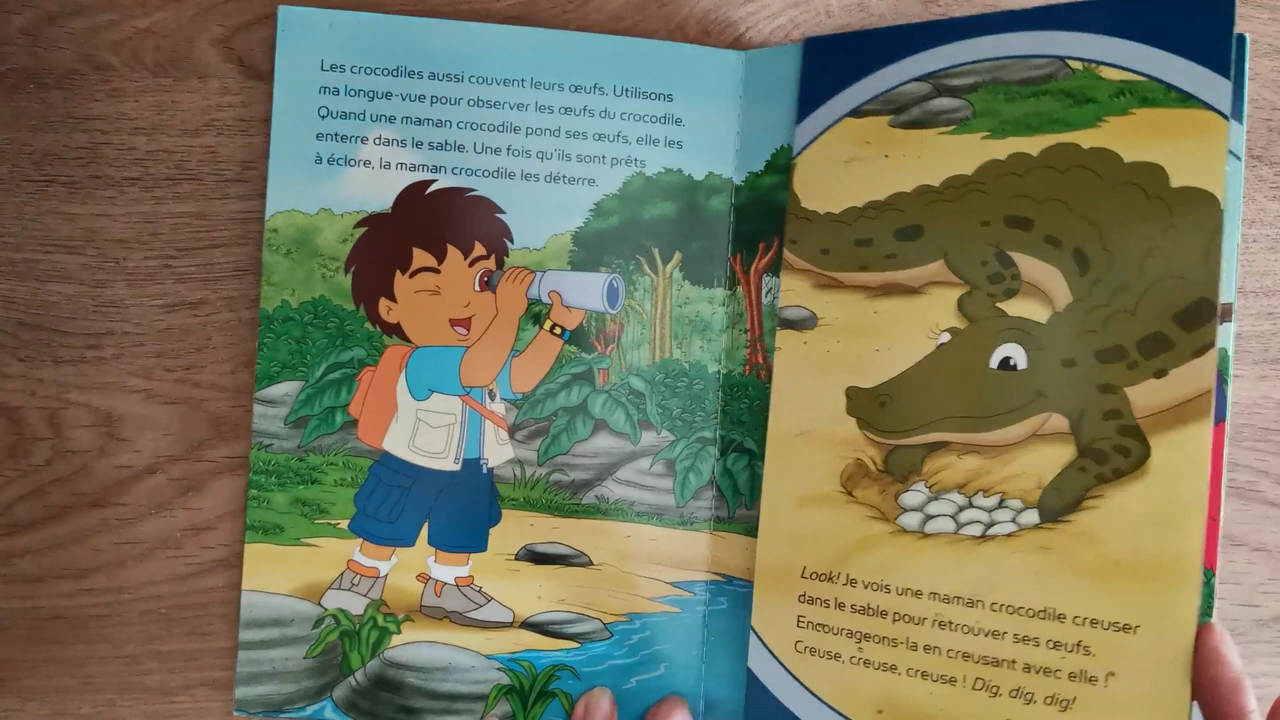 Les crocodiles aussi couvent leurs œufs. Utilisons
ma longue-vue pour observer les œufs du crocodile.
Quand une maman crocodile pond ses œufs, elle les
enterre dans le sable. Une fois qu'ils sont prêts
à éclore, la maman crocodile les déterre.
Look! Je vois une maman crocodile creuser
dans le sable pour retrouver ses œufs.
Encourageons-la en creusant avec elle !
Creuse, creuse, creuse ! Dig, dig, dig!